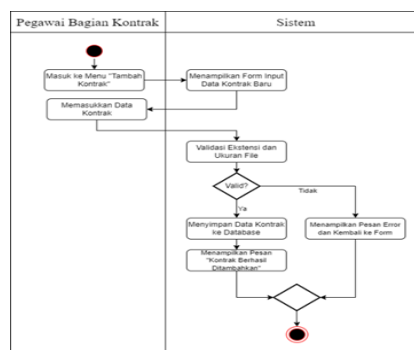 Pegawai Bagian Kontrak
Sistem
Masuk ke Menu "Tambah
Kontrak"
Menampilkan Form Input
Data Kontrak Baru
Memasukkan Data
Kontrak
Validasi Ekstensi dan
Ukuran File
Valid?
Tidak
Ya
Menyimpan Data Kontrak
ke Database
Menampilkan Pesan Error
dan Kembali ke Form
Menampilkan Pesan
"Kontrak Berhasil
Ditambahkan"